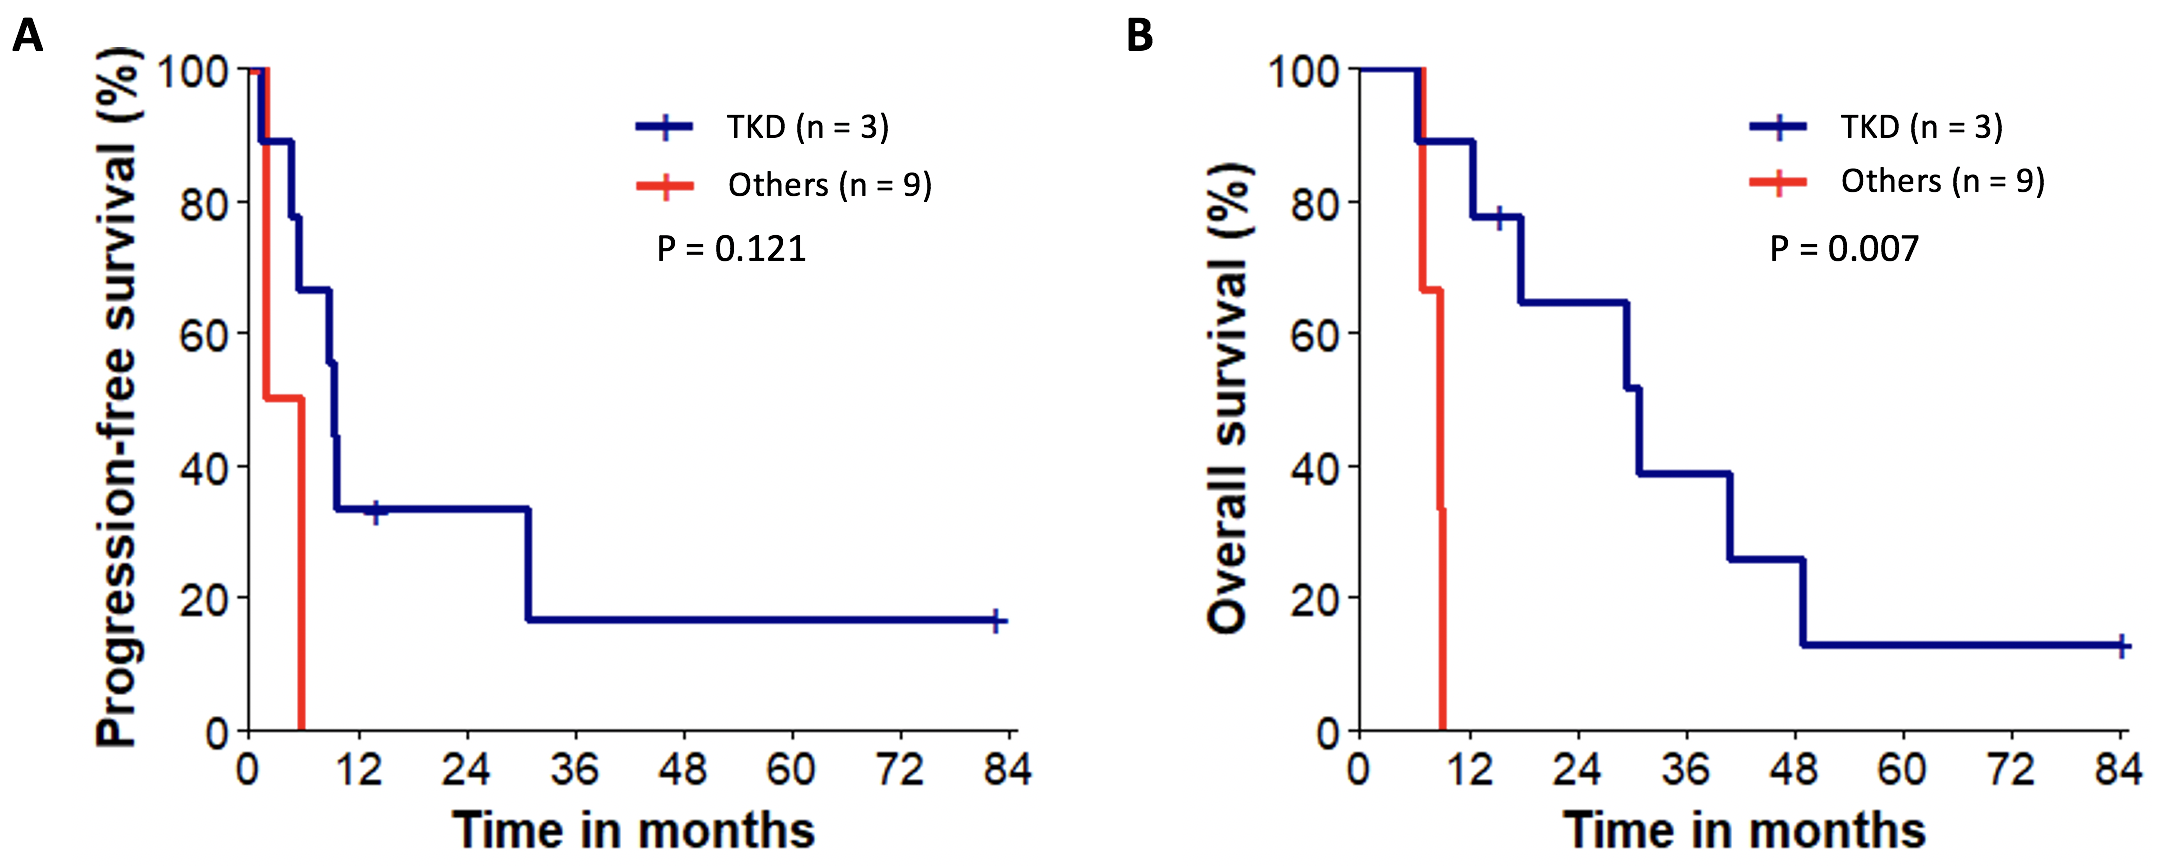 A
Progression-free survival (%)
100
80
60
40
20
0
0 12 24 36 48 60 72 84
Time in months
TKD (n = 3)
Others (n = 9)
P = 0.121
B
Overall survival (%)
100
80
60
40
20
0
0 12 24 36 48 60 72 84
Time in months
TKD (n = 3)
Others (n = 9)
P = 0.007